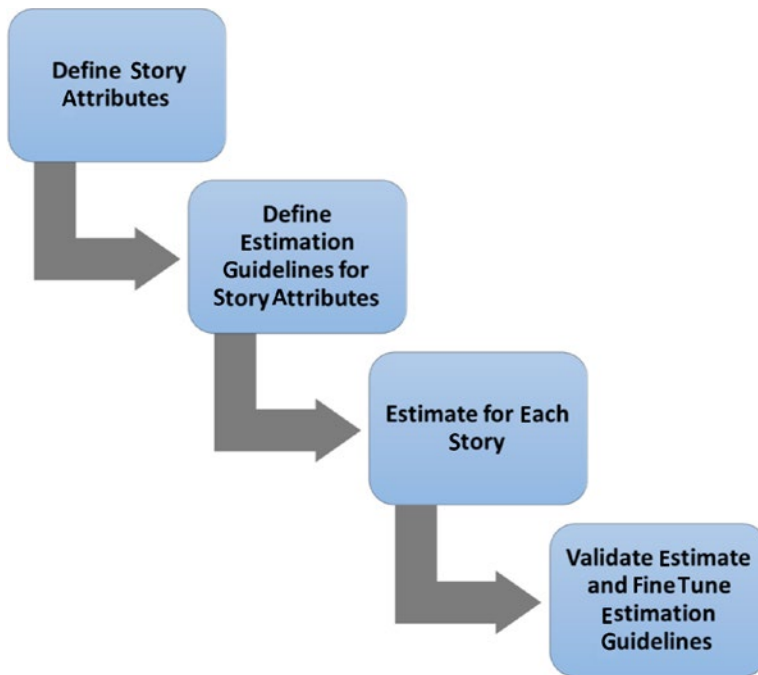 Define Story
Attributes
Define
Estimation
Guidelines for
Story Attributes
Estimate for Each
Story
Validate Estimate
and Fine Tune
Estimation
Guidelines